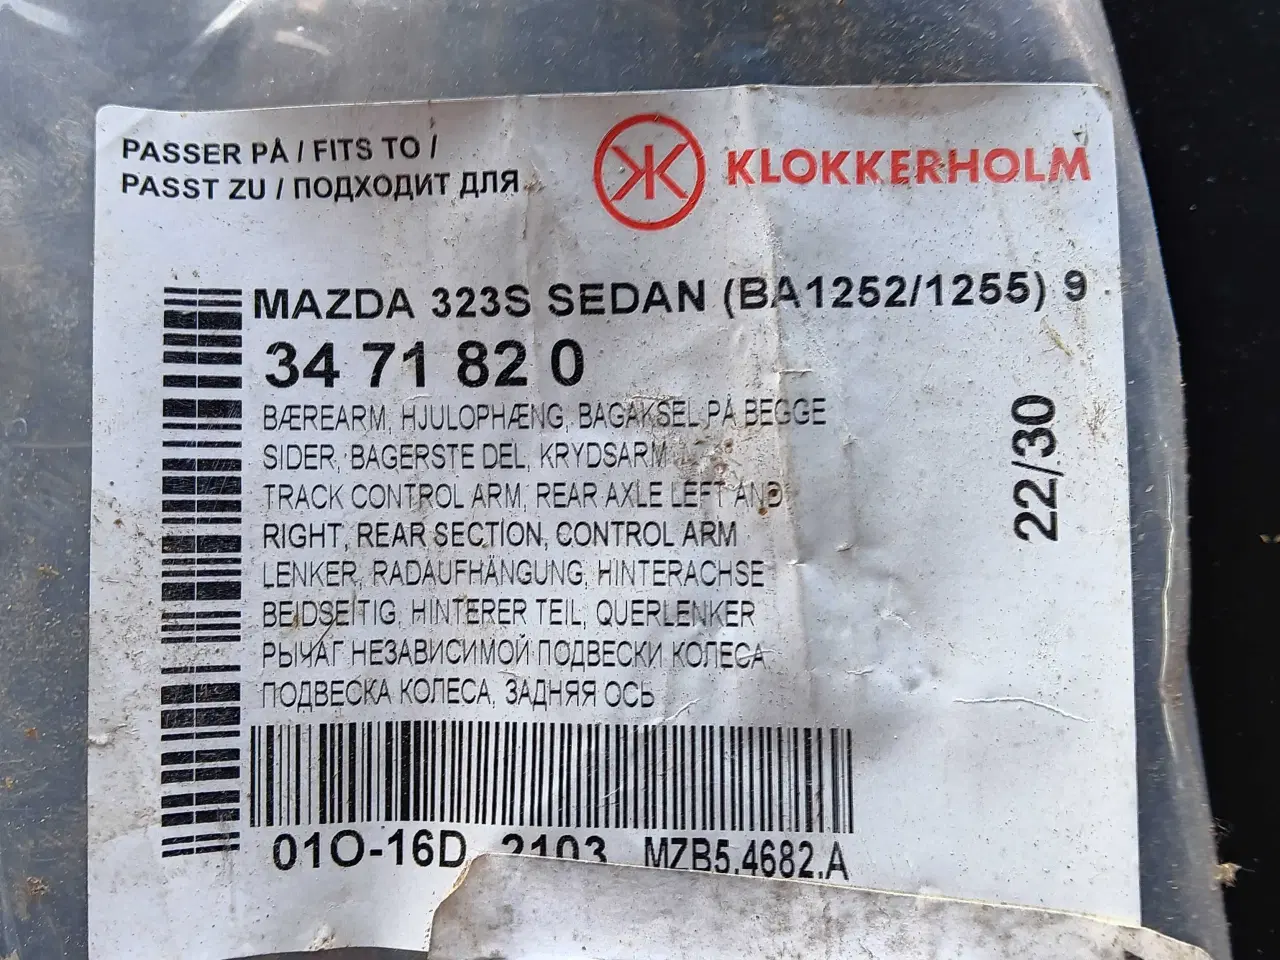 PASSER PÅ / FITS TO /
PASST ZU / ПОДХОДИТ ДЛЯ
KLOKKERHOLM
MAZDA 323S SEDAN (BA1252/1255) 9
34 71 82 0
BÆREARM, HJULOPHÆNG, BAGAKSEL PÅ BEGGE
SIDER, BAGERSTE DEL, KRYDSARM
TRACK CONTROL ARM, REAR AXLE LEFT AND
RIGHT, REAR SECTION, CONTROL ARM
LENKER, RADAUFHÄNGUNG, HINTERACHSE
BEIDSEITIG, HINTERER TEIL, QUERLENKER
РЫЧАГ НЕЗАВИСИМОЙ ПОДВЕСКИ КОЛЕСА,
ПОДВЕСКА КОЛЕСА, ЗАДНЯЯ ОСЬ
22/30
01O-16D 2103 MZB5.4682.A